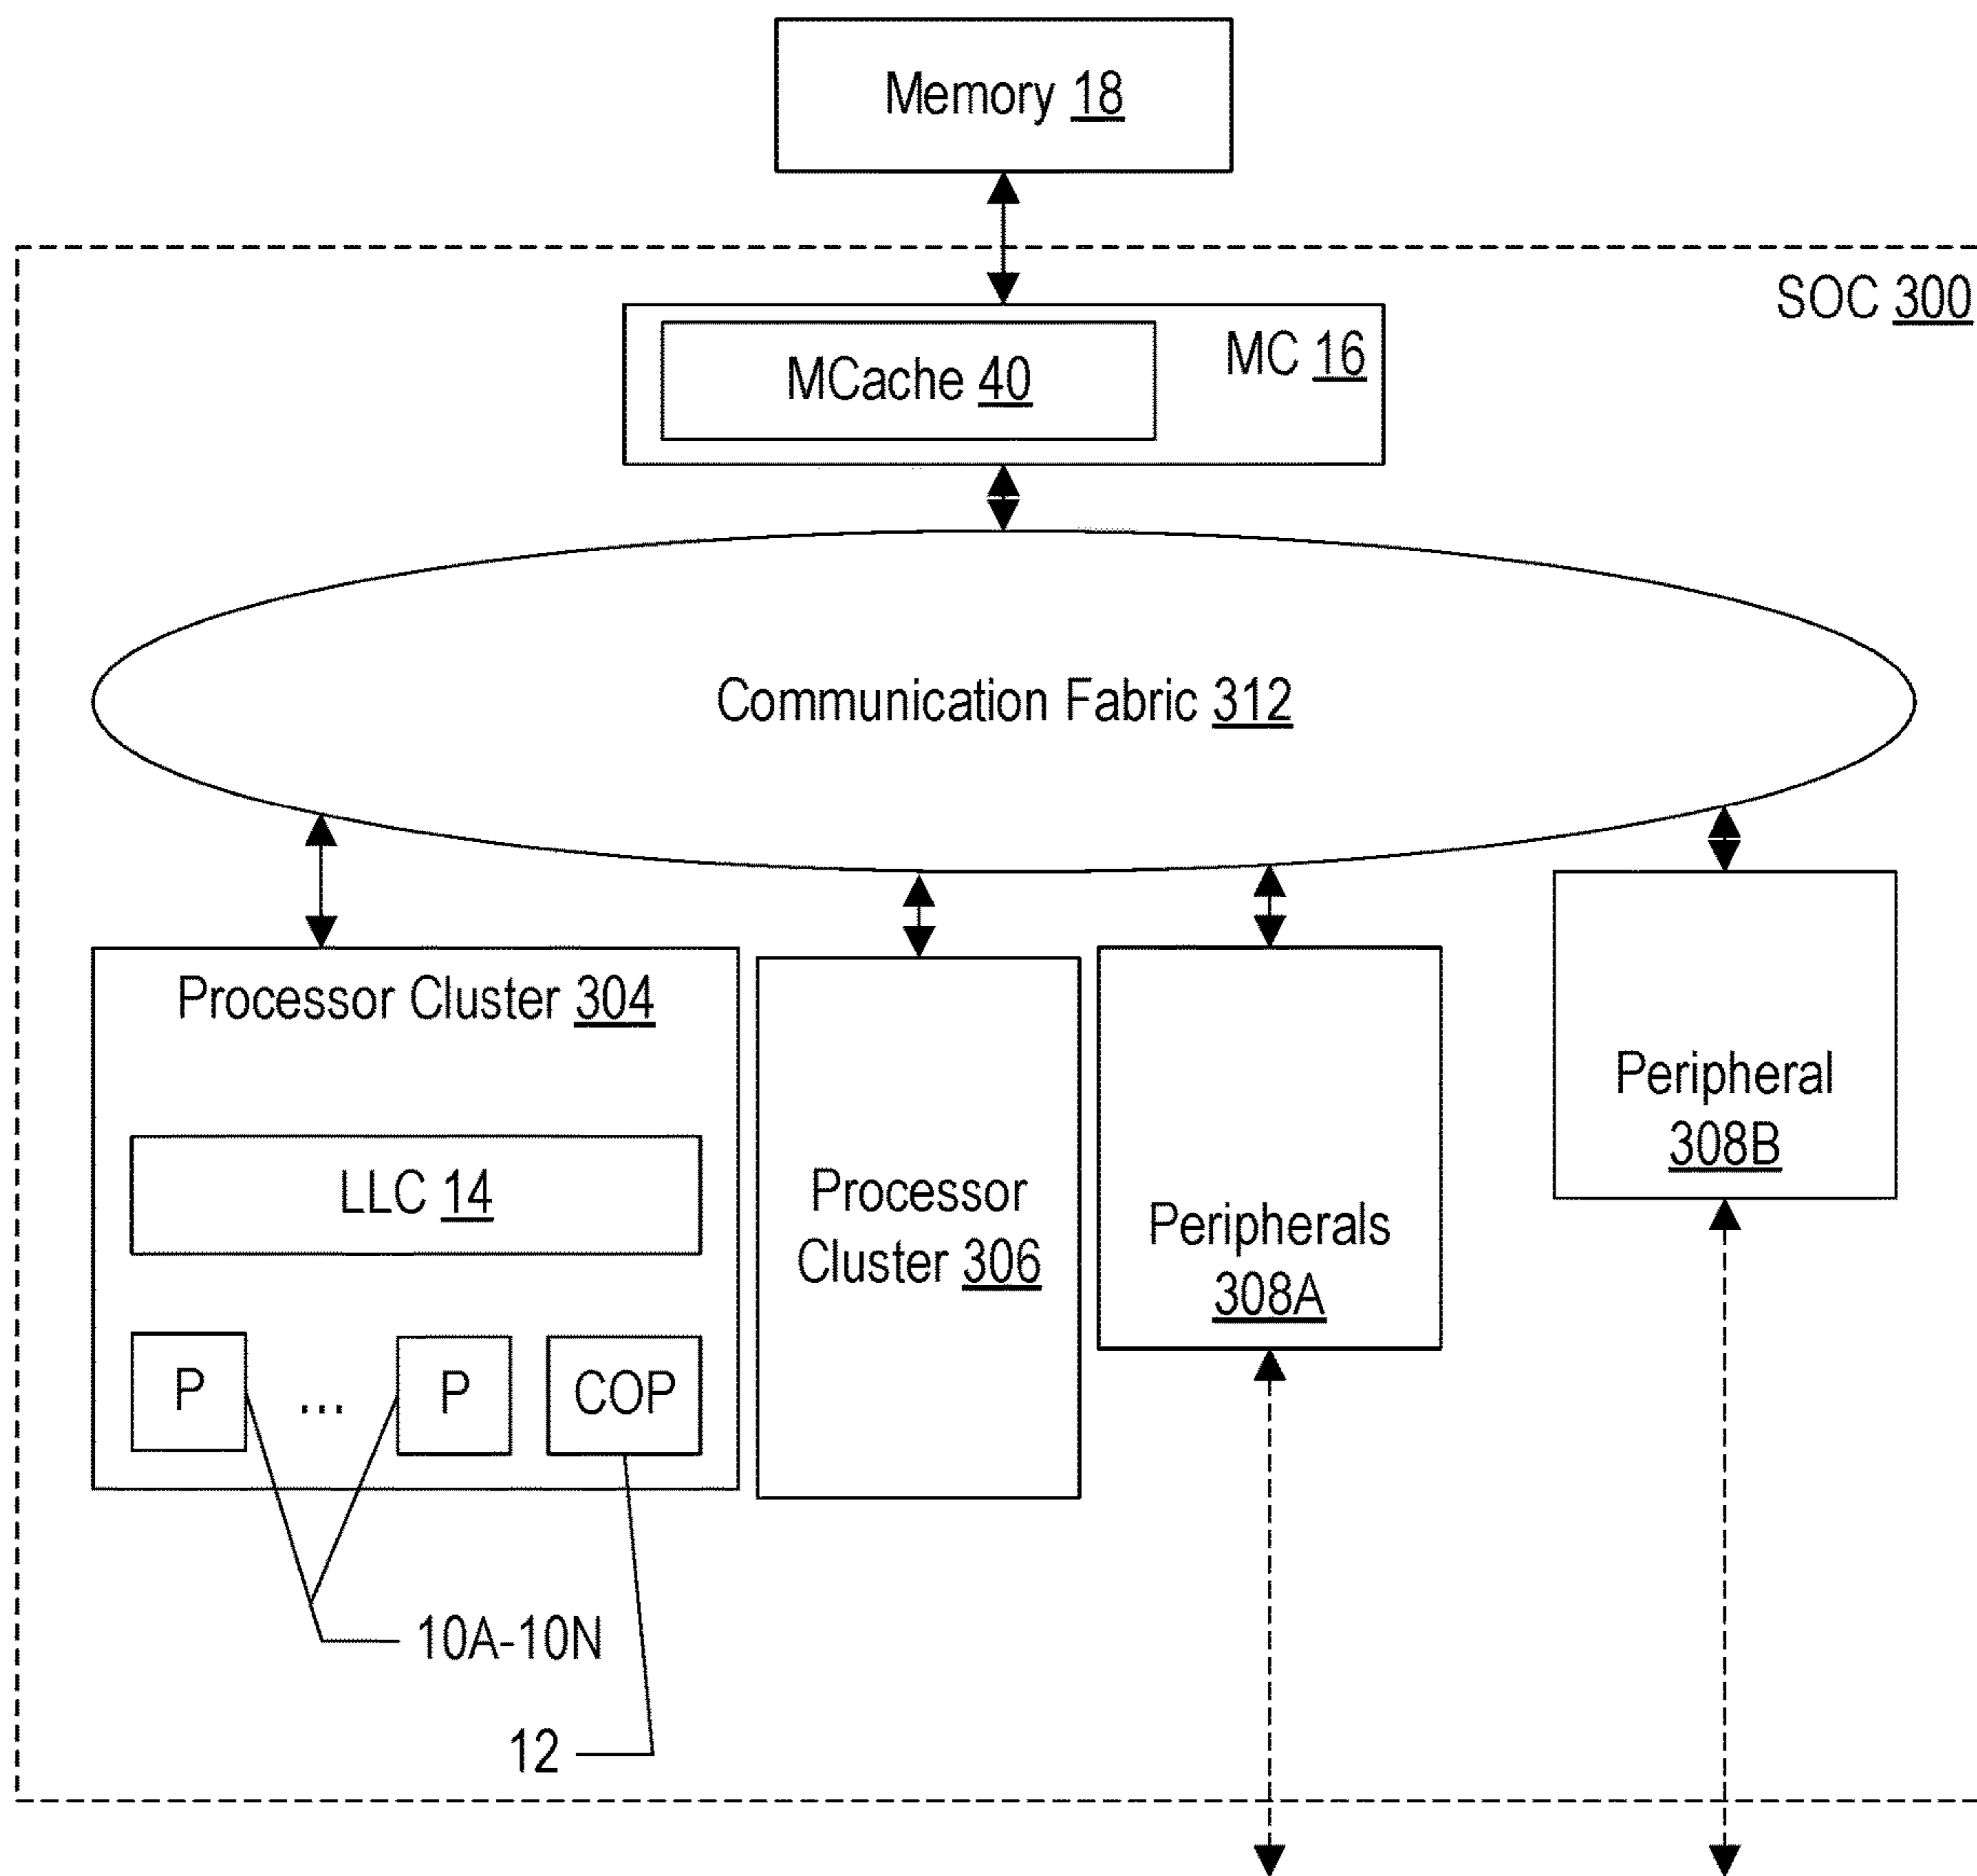 Memory 18
SOC 300
MCache 40
MC 16
Communication Fabric 312
Processor Cluster 304
LLC 14
P
...
P
COP
Processor
Cluster 306
Peripherals
308A
Peripheral
308B
10A-10N
12